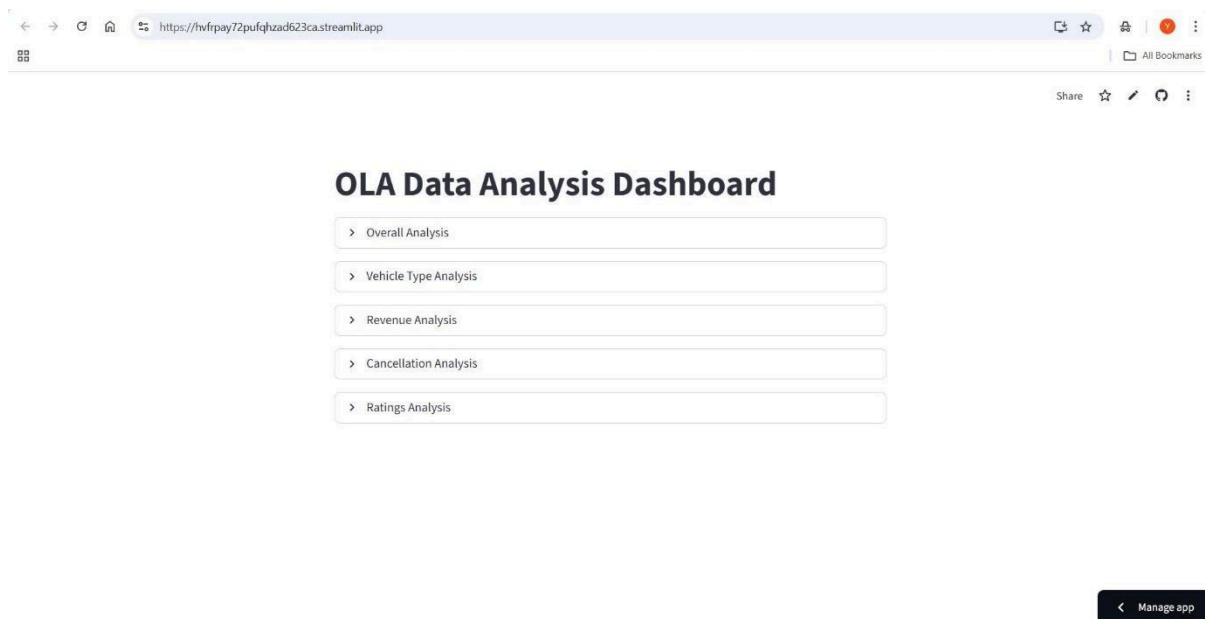 https://hvfrpay72pufqhzad623ca.streamlit.app
Y
All Bookmarks
Share
OLA Data Analysis Dashboard
Overall Analysis
Vehicle Type Analysis
Revenue Analysis
Cancellation Analysis
Ratings Analysis
Manage app